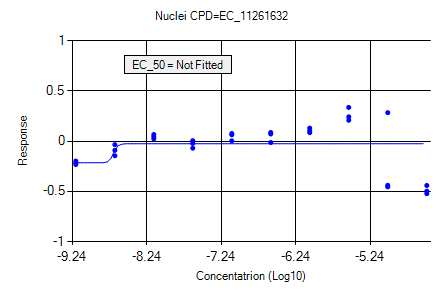 Nuclei CPD=EC_11261632
EC_50 = Not Fitted
1
0.5
0
-0.5
-1
Response
-9.24 -8.24 -7.24 -6.24 -5.24
Concentatrion (Log10)